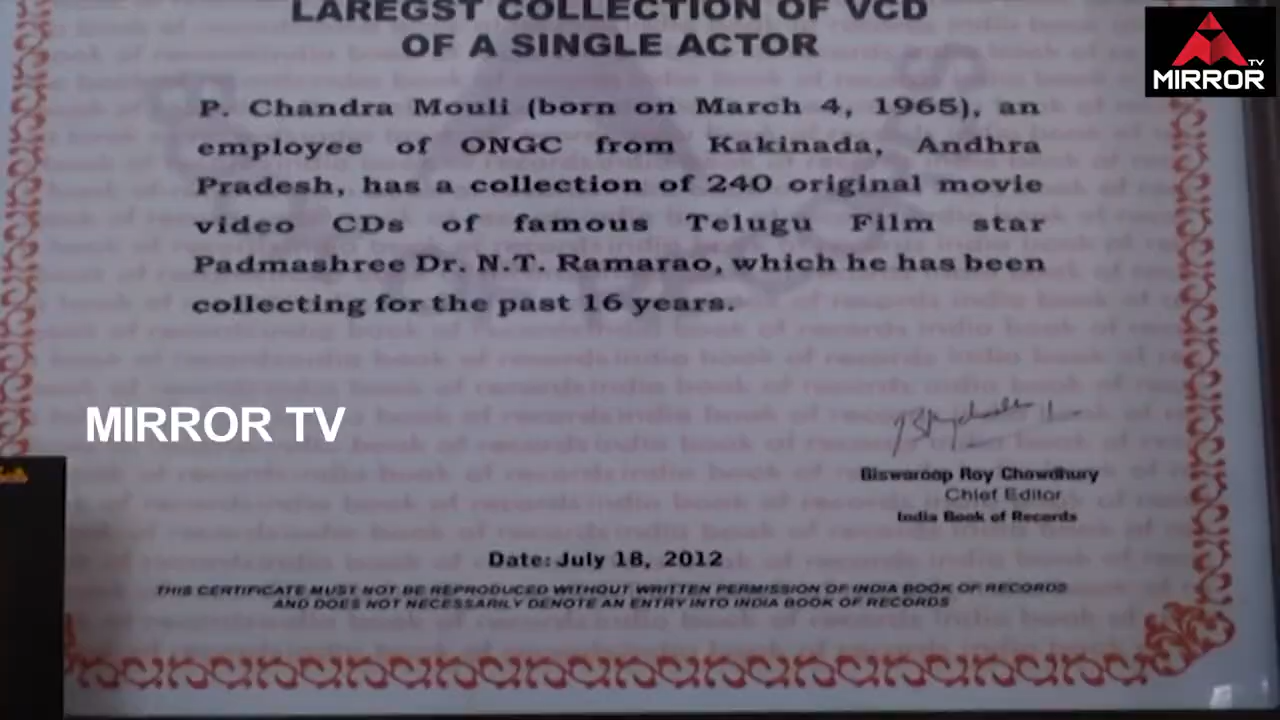 LAREGST COLLECTION OF VCD
OF A SINGLE ACTOR
TV
MIRROR
P. Chandra Mouli (born on March 4, 1965), an
employee of ONGC from Kakinada, Andhra
Pradesh, has a collection of 240 original movie
video CDs of famous Telugu Film star
Padmashree Dr. N.T. Ramarao, which he has been
collecting for the past 16 years.
MIRROR TV
Biswaroop Roy Chowdhury
Chief Editor
India Book of Records
Date: July 18, 2012
THIS CERTIFICATE MUST NOT BE REPRODUCED WITHOUT WRITTEN PERMISSION OF INDIA BOOK OF RECORDS
AND DOES NOT NECESSARILY DENOTE AN ENTRY INTO INDIA BOOK OF RECORDS